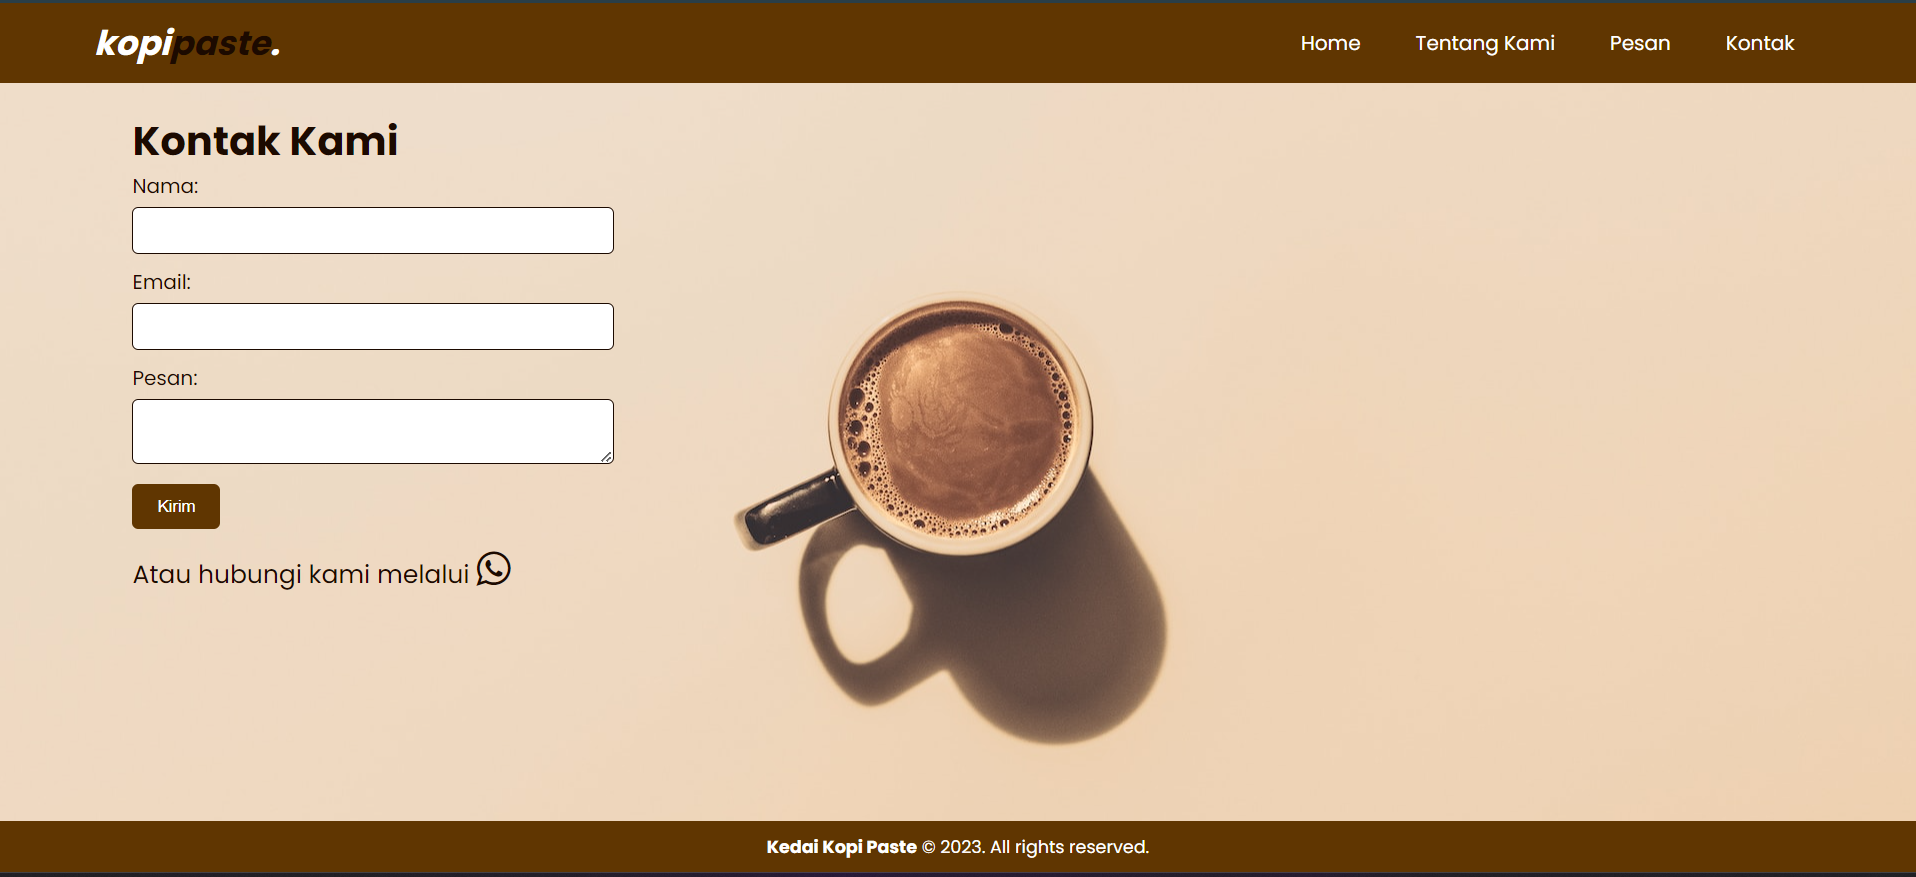 kopipaste.
Home Tentang Kami Pesan Kontak
Kontak Kami
Nama:
Email:
Pesan:
Kirim
Atau hubungi kami melalui
Kedai Kopi Paste © 2023. All rights reserved.